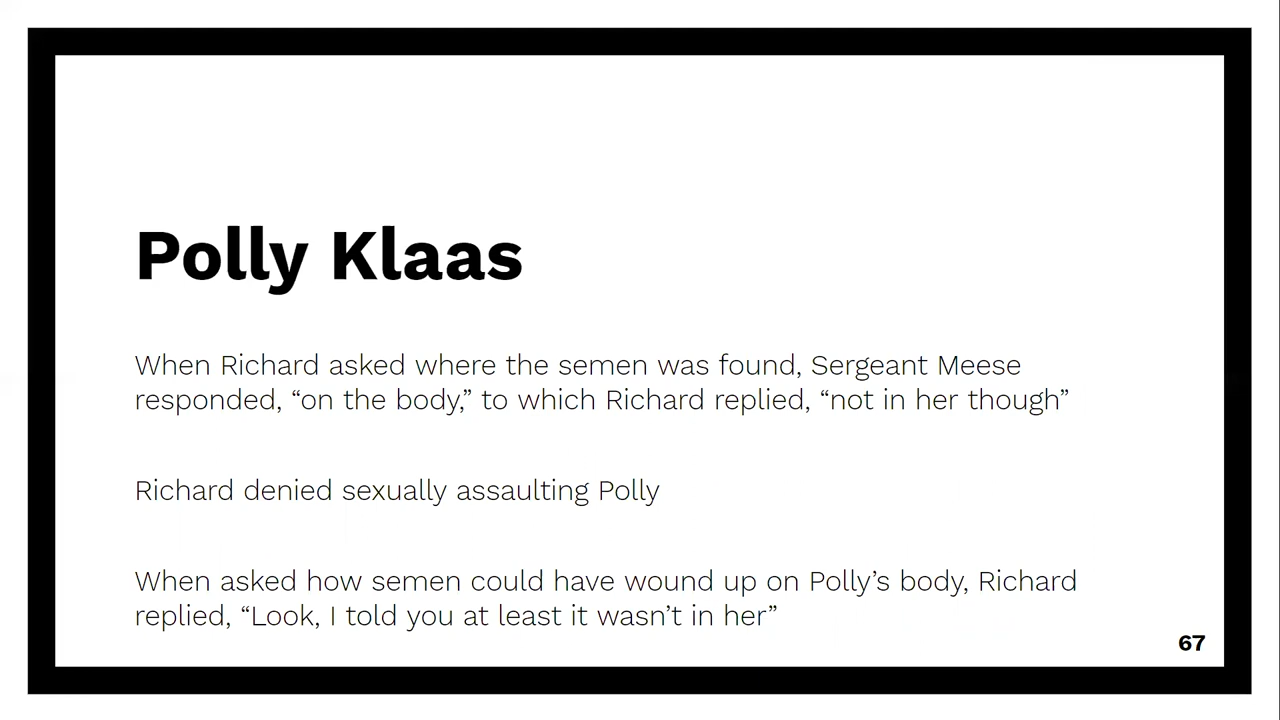 Polly Klaas
When Richard asked where the semen was found, Sergeant Meese
responded, “on the body,” to which Richard replied, “not in her though”
Richard denied sexually assaulting Polly
When asked how semen could have wound up on Polly’s body, Richard
replied, “Look, I told you at least it wasn’t in her”
67